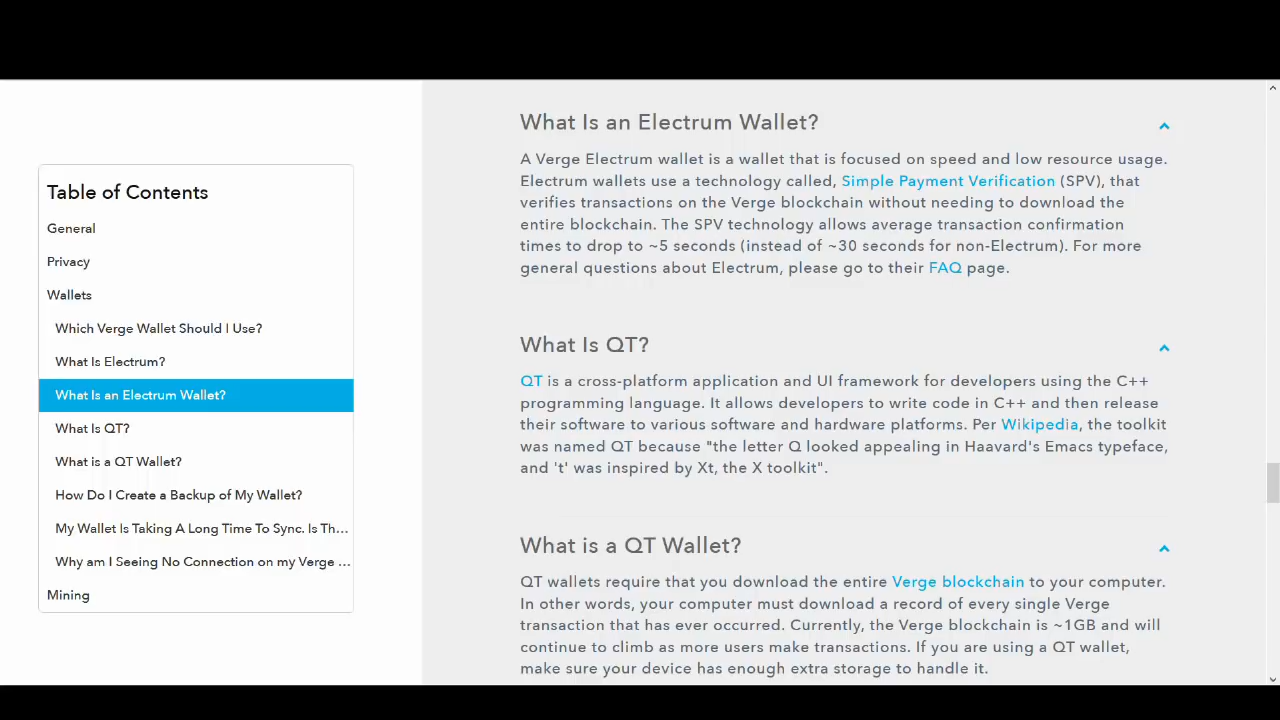 Table of Contents
General
Privacy
Wallets
Which Verge Wallet Should I Use?
What Is Electrum?
What Is an Electrum Wallet?
What Is QT?
What is a QT Wallet?
How Do I Create a Backup of My Wallet?
My Wallet Is Taking A Long Time To Sync. Is Th...
Why am I Seeing No Connection on my Verge ...
Mining
What Is an Electrum Wallet?
A Verge Electrum wallet is a wallet that is focused on speed and low resource usage.
Electrum wallets use a technology called, Simple Payment Verification (SPV), that
verifies transactions on the Verge blockchain without needing to download the
entire blockchain. The SPV technology allows average transaction confirmation
times to drop to ~5 seconds (instead of ~30 seconds for non-Electrum). For more
general questions about Electrum, please go to their FAQ page.
What Is QT?
QT is a cross-platform application and UI framework for developers using the C++
programming language. It allows developers to write code in C++ and then release
their software to various software and hardware platforms. Per Wikipedia, the toolkit
was named QT because "the letter Q looked appealing in Haavard's Emacs typeface,
and 't' was inspired by Xt, the X toolkit".
What is a QT Wallet?
QT wallets require that you download the entire Verge blockchain to your computer.
In other words, your computer must download a record of every single Verge
transaction that has ever occurred. Currently, the Verge blockchain is ~1GB and will
continue to climb as more users make transactions. If you are using a QT wallet,
make sure your device has enough extra storage to handle it.